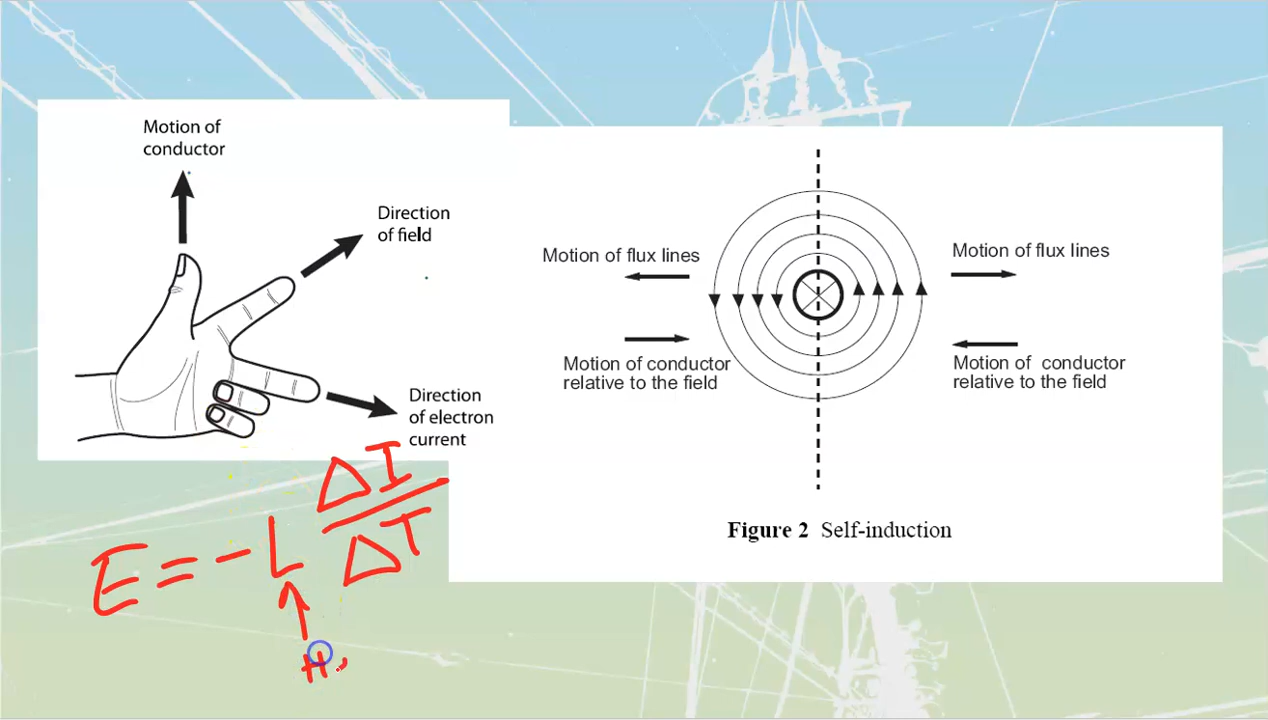 Motion of
conductor
Direction
of field
Direction
of electron
current
Motion of flux lines
Motion of conductor
relative to the field
Motion of flux lines
Motion of conductor
relative to the field
Figure 2 Self-induction
E = - L ΔI/ΔT
H